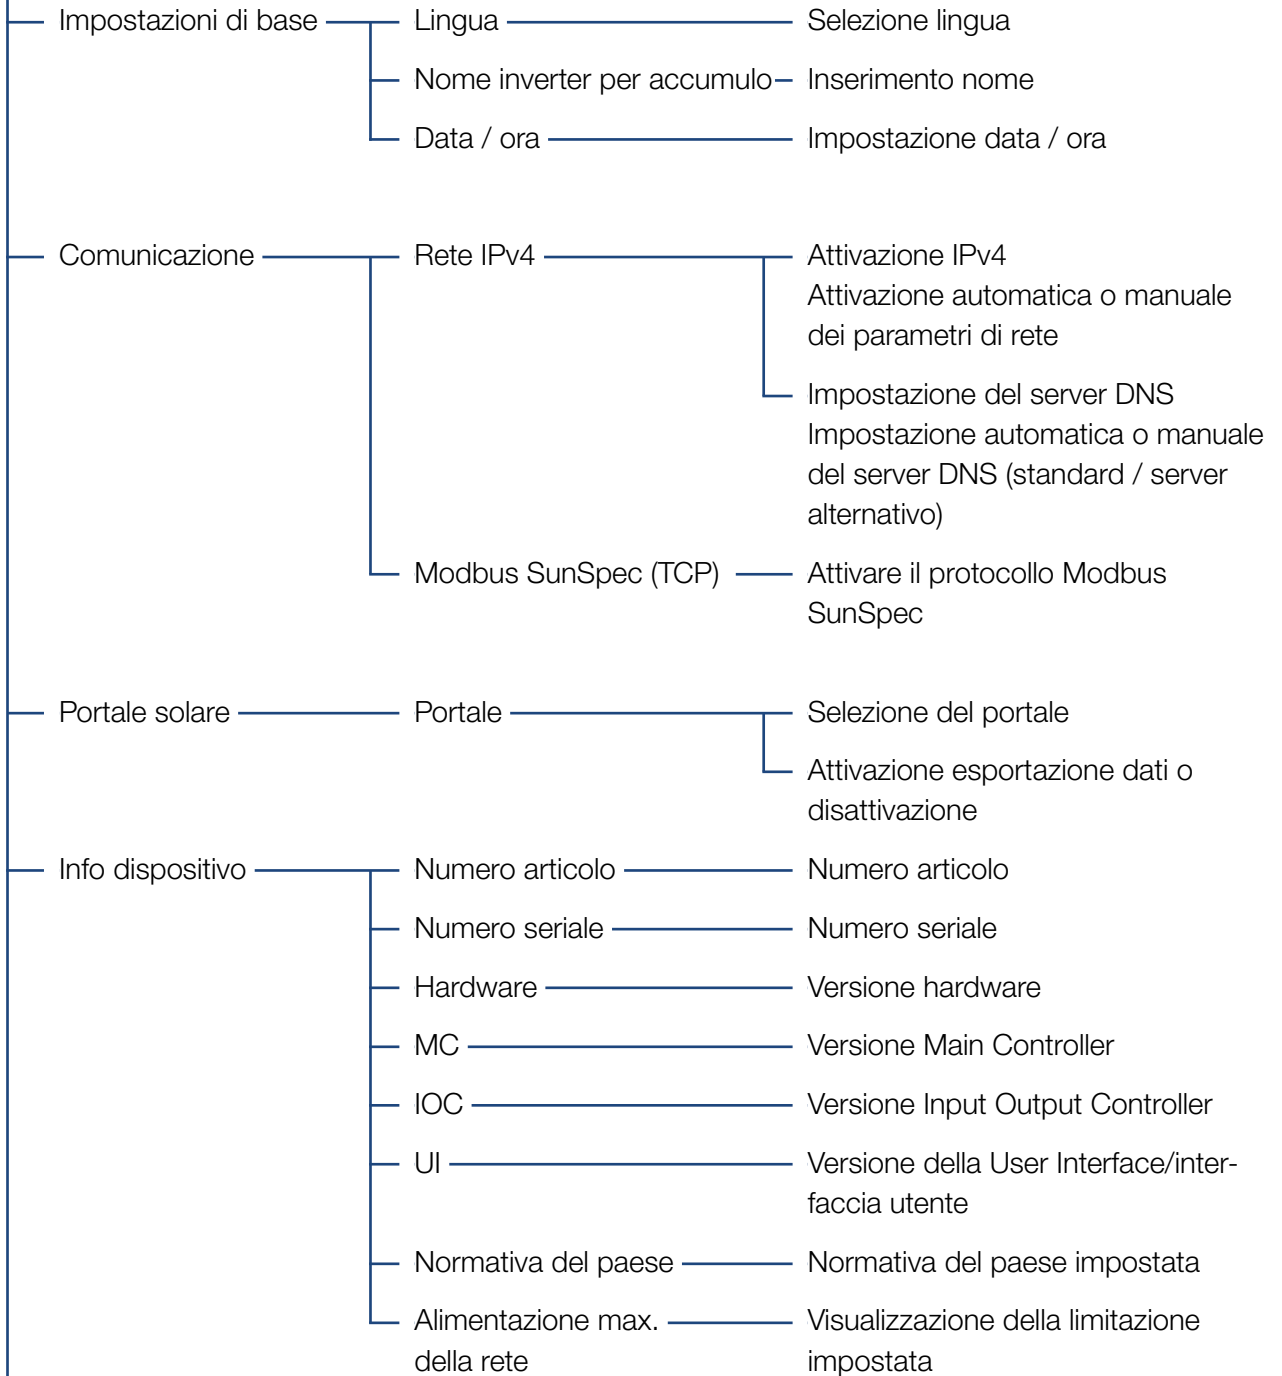 Impostazioni di base Lingua Selezione lingua
Nome inverter per accumulo Inserimento nome
Data / ora Impostazione data / ora
Comunicazione Rete IPv4 Attivazione IPv4
Attivazione automatica o manuale
dei parametri di rete
Impostazione del server DNS
Impostazione automatica o manuale
del server DNS (standard / server
alternativo)
Modbus SunSpec (TCP) Attivare il protocollo Modbus
SunSpec
Portale solare Portale Selezione del portale
Attivazione esportazione dati o
disattivazione
Info dispositivo Numero articolo Numero articolo
Numero seriale Numero seriale
Hardware Versione hardware
MC Versione Main Controller
IOC Versione Input Output Controller
UI Versione della User Interface/inter-
faccia utente
Normativa del paese Normativa del paese impostata
Alimentazione max. Visualizzazione della limitazione
della rete impostata